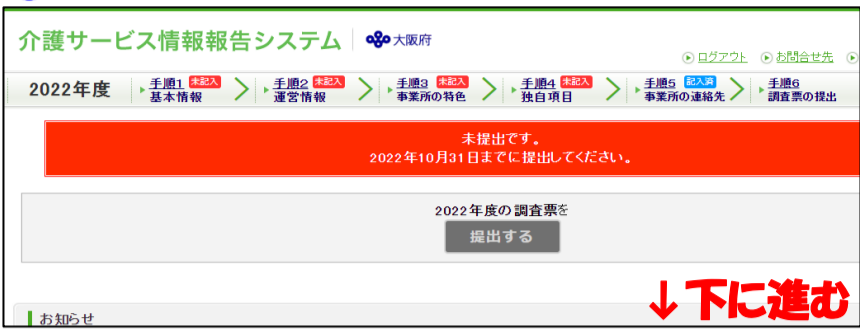 介護サービス情報報告システム 大阪府
ログアウト お問合せ先
2022年度 手順1 未記入 手順2 未記入 手順3 未記入 手順4 未記入 手順5 記入済 手順6
基本情報 運営情報 事業所の特色 独自項目 事業所の連絡先 調査票の提出
未提出です。
2022年10月31日までに提出してください。
2022年度の調査票を
提出する
↓下に進む
お知らせ